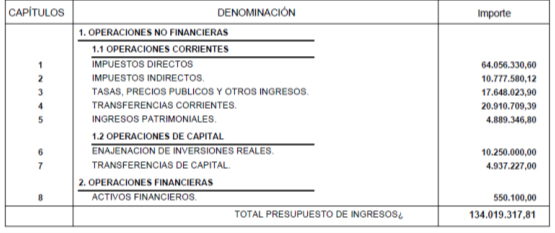 CAPÍTULOS DENOMINACIÓN Importe
1. OPERACIONES NO FINANCIERAS
1.1 OPERACIONES CORRIENTES
1 IMPUESTOS DIRECTOS 64.056.330,60
2 IMPUESTOS INDIRECTOS. 10.777.580,12
3 TASAS, PRECIOS PUBLICOS Y OTROS INGRESOS. 17.648.023,90
4 TRANSFERENCIAS CORRIENTES. 20.910.709,39
5 INGRESOS PATRIMONIALES. 4.889.346,80
1.2 OPERACIONES DE CAPITAL
6 ENAJENACION DE INVERSIONES REALES. 10.250.000,00
7 TRANSFERENCIAS DE CAPITAL. 4.937.227,00
2. OPERACIONES FINANCIERAS
8 ACTIVOS FINANCIEROS. 550.100,00
TOTAL PRESUPUESTO DE INGRESOS¿ 134.019.317,81